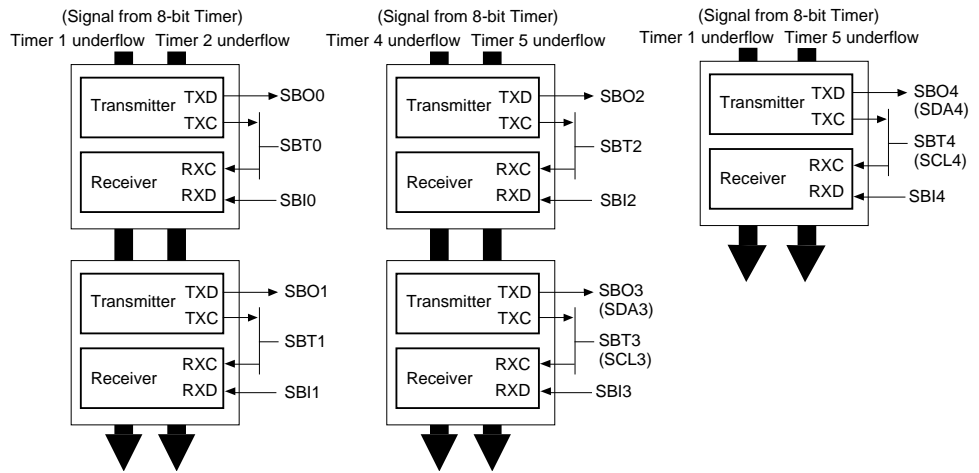 (Signal from 8-bit Timer)
Timer 1 underflow Timer 2 underflow
Transmitter
TXD
TXC
SBO0
SBT0
Receiver
RXC
RXD
SBI0
Transmitter
TXD
TXC
SBO1
SBT1
Receiver
RXC
RXD
SBI1
(Signal from 8-bit Timer)
Timer 4 underflow Timer 5 underflow
Transmitter
TXD
TXC
SBO2
SBT2
Receiver
RXC
RXD
SBI2
Transmitter
TXD
TXC
SBO3
(SDA3)
SBT3
(SCL3)
Receiver
RXC
RXD
SBI3
(Signal from 8-bit Timer)
Timer 1 underflow Timer 5 underflow
Transmitter
TXD
TXC
SBO4
(SDA4)
SBT4
(SCL4)
Receiver
RXC
RXD
SBI4